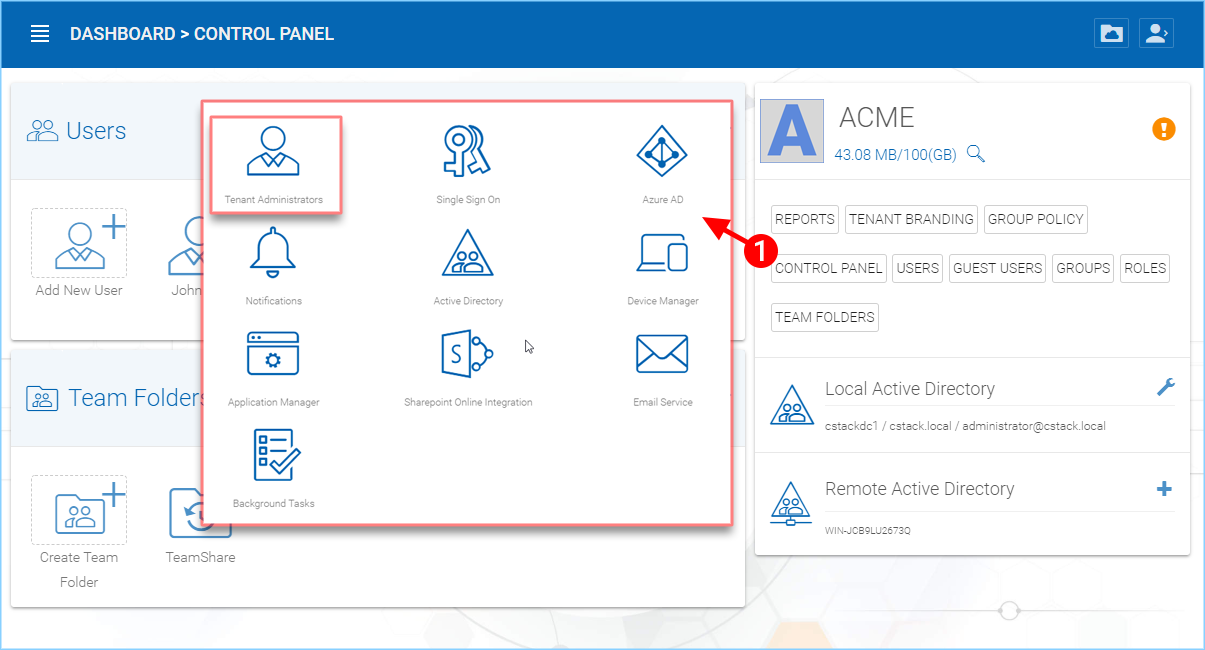 DASHBOARD > CONTROL PANEL
Users
Add New User
John
Team Folders
Create Team
Folder
TeamShare
Tenant Administrators
Single Sign On
Azure AD
Notifications
Active Directory
Device Manager
Application Manager
S
Sharepoint Online Integration
Email Service
Background Tasks
1
A
ACME
43.08 MB/100(GB)
!
REPORTS TENANT BRANDING GROUP POLICY
CONTROL PANEL USERS GUEST USERS GROUPS ROLES
TEAM FOLDERS
Local Active Directory
cstackdc1 / cstack.local / administrator@cstack.local
Remote Active Directory
WIN-JCB9LU2673Q